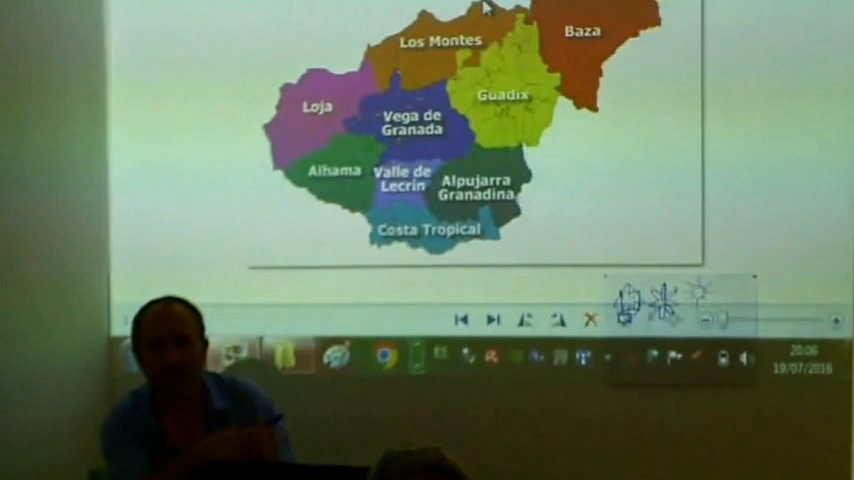 Baza
Los Montes
Guadix
Loja
Vega de
Granada
Alhama
Valle de
Lecrin
Alpujarra
Granadina
Costa Tropical
20:06
19/07/2016